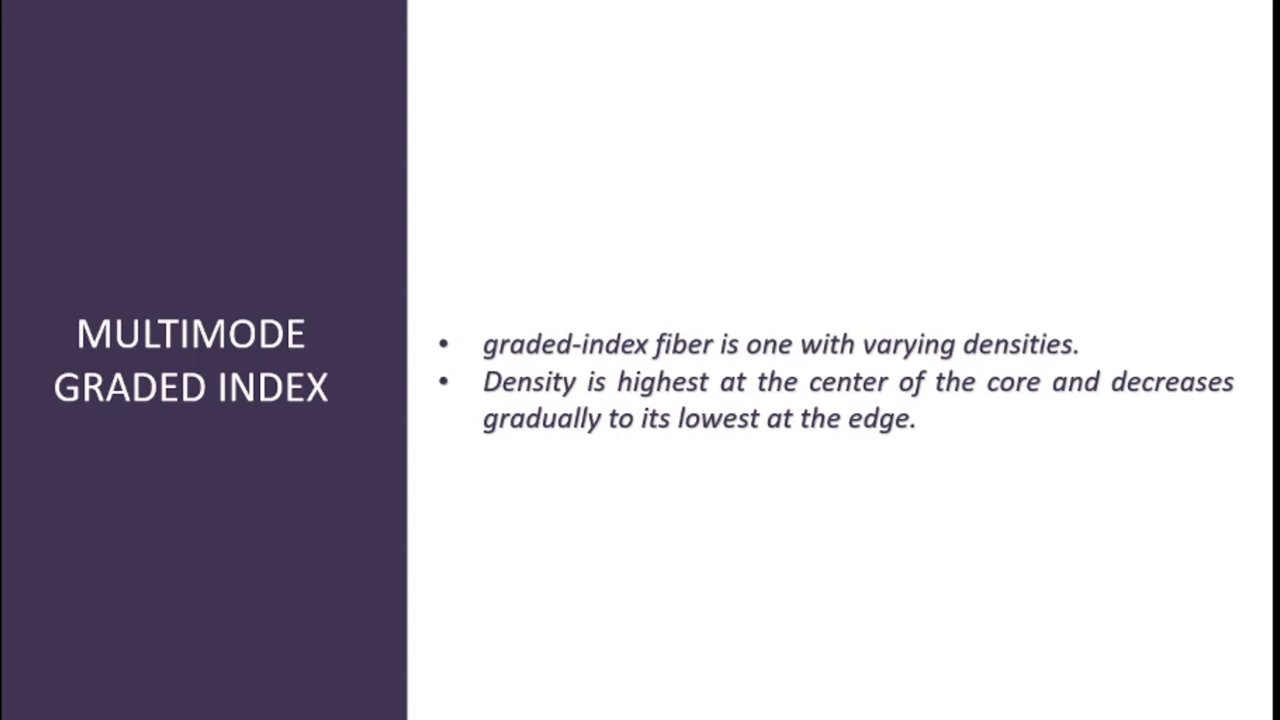 MULTIMODE
GRADED INDEX
• graded-index fiber is one with varying densities.
• Density is highest at the center of the core and decreases
gradually to its lowest at the edge.